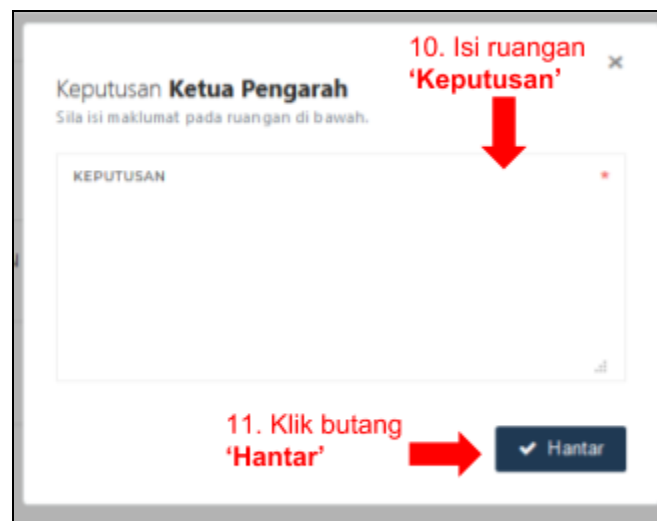 10. Isi ruangan
‘Keputusan’
×
Keputusan Ketua Pengarah
Sila isi maklumat pada ruangan di bawah.
KEPUTUSAN *
11. Klik butang
‘Hantar’
✔ Hantar